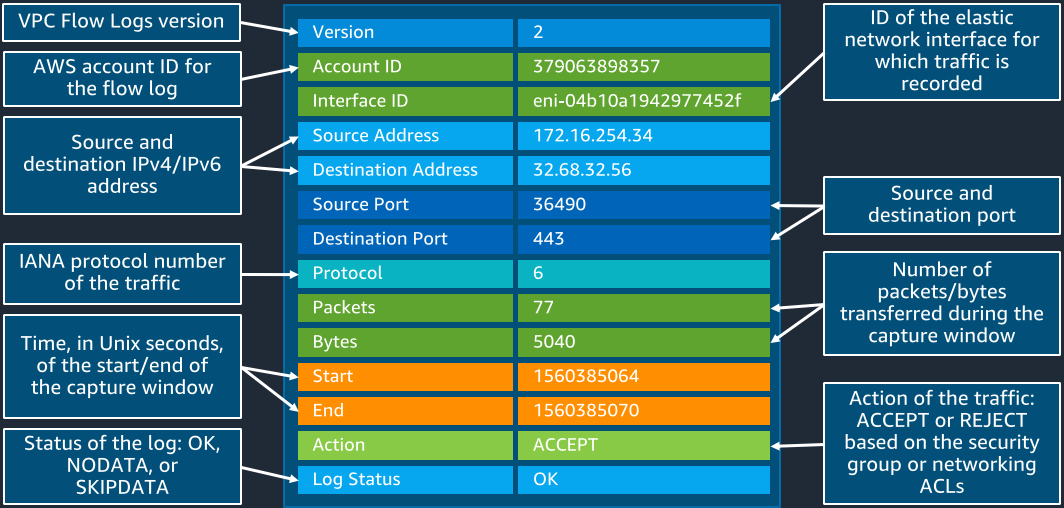 VPC Flow Logs version
AWS account ID for
the flow log
Source and
destination IPv4/IPv6
address
IANA protocol number
of the traffic
Time, in Unix seconds,
of the start/end of
the capture window
Status of the log: OK,
NODATA, or
SKIPDATA
Version 2
Account ID 379063898357
Interface ID eni-04b10a1942977452f
Source Address 172.16.254.34
Destination Address 32.68.32.56
Source Port 36490
Destination Port 443
Protocol 6
Packets 77
Bytes 5040
Start 1560385064
End 1560385070
Action ACCEPT
Log Status OK
ID of the elastic
network interface for
which traffic is
recorded
Source and
destination port
Number of
packets/bytes
transferred during the
capture window
Action of the traffic:
ACCEPT or REJECT
based on the security
group or networking
ACLs